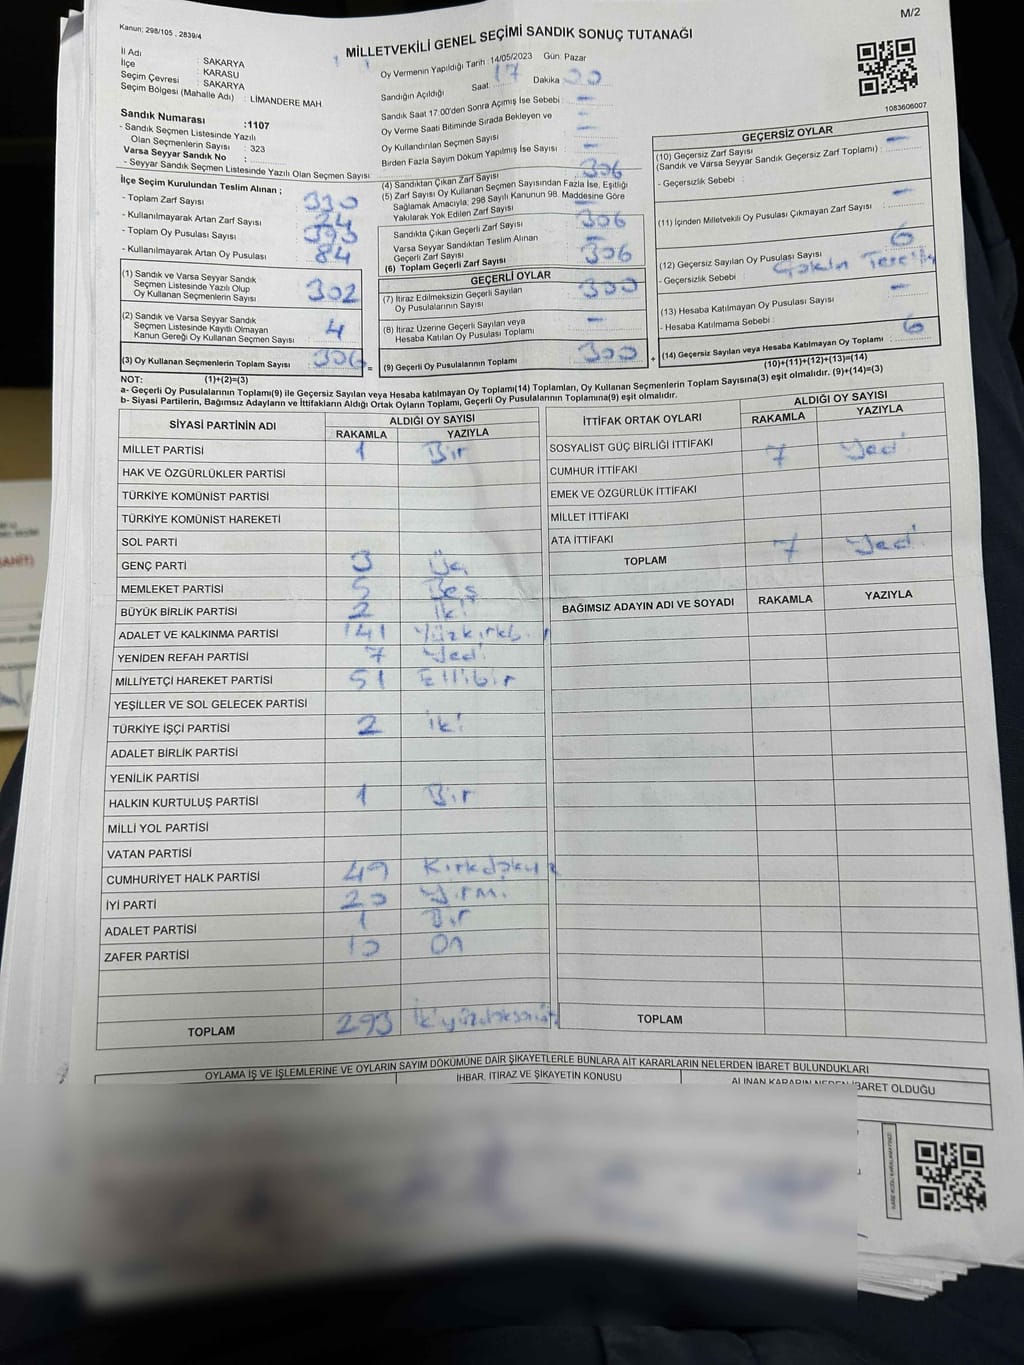 M/2
Kanun: 298/105 , 2839/4
MİLLETVEKİLİ GENEL SEÇİMİ SANDIK SONUÇ TUTANAĞI
İl Adı : SAKARYA
İlçe : KARASU
Seçim Çevresi : SAKARYA
Seçim Bölgesi (Mahalle Adı) : LİMANDERE MAH
Oy Vermenin Yapıldığı Tarih : 14/05/2023 Gün: Pazar
Sandığın Açıldığı Saat 17 Dakika 00
Sandık Saat 17:00'den Sonra Açımış İse Sebebi : -
Oy Verme Saati Bitiminde Sırada Bekleyen ve
Oy Kullandırılan Seçmen Sayısı : -
Birden Fazla Sayım Döküm Yapılmış İse Sayısı : -
1083606007
Sandık Numarası :1107
- Sandık Seçmen Listesinde Yazılı
Olan Seçmenlerin Sayısı : 323
Varsa Seyyar Sandık No :
- Seyyar Sandık Seçmen Listesinde Yazılı Olan Seçmen Sayısı :
İlçe Seçim Kurulundan Teslim Alınan ;
- Toplam Zarf Sayısı 330
- Kullanılmayarak Artan Zarf Sayısı 24
- Toplam Oy Pusulası Sayısı
- Kullanılmayarak Artan Oy Pusulası 84
(1) Sandık ve Varsa Seyyar Sandık
Seçmen Listesinde Yazılı Olup
Oy Kullanan Seçmenlerin Sayısı 302
(2) Sandık ve Varsa Seyyar Sandık
Seçmen Listesinde Kayıtlı Olmayan
Kanun Gereği Oy Kullanan Seçmen Sayısı 4
(3) Oy Kullanan Seçmenlerin Toplam Sayısı 306 =
(4) Sandıktan Çıkan Zarf Sayısı 306
(5) Zarf Sayısı Oy Kullanan Seçmen Sayısından Fazla İse, Eşitliği
Sağlamak Amacıyla, 298 Sayılı Kanunun 98. Maddesine Göre
Yakılarak Yok Edilen Zarf Sayısı -
Sandıkta Çıkan Geçerli Zarf Sayısı 306
Varsa Seyyar Sandıktan Teslim Alınan
Geçerli Zarf Sayısı -
(6) Toplam Geçerli Zarf Sayısı 306
GEÇERLİ OYLAR
(7) İtiraz Edilmeksizin Geçerli Sayılan
Oy Pusulalarının Sayısı 300
(8) İtiraz Üzerine Geçerli Sayılan veya
Hesaba Katılan Oy Pusulası Toplamı -
(9) Geçerli Oy Pusulalarının Toplamı 300 +
GEÇERSİZ OYLAR
(10) Geçersiz Zarf Sayısı
(Sandık ve Varsa Seyyar Sandık Geçersiz Zarf Toplamı) : -
- Geçersizlik Sebebi :
(11) İçinden Milletvekili Oy Pusulası Çıkmayan Zarf Sayısı -
(12) Geçersiz Sayılan Oy Pusulası Sayısı 6
- Geçersizlik Sebebi :
(13) Hesaba Katılmayan Oy Pusulası Sayısı -
- Hesaba Katılmama Sebebi :
(14) Geçersiz Sayılan veya Hesaba Katılmayan Oy Toplamı 6
(10)+(11)+(12)+(13)=(14)
NOT: (1)+(2)=(3)
a- Geçerli Oy Pusulalarının Toplamı(9) ile Geçersiz Sayılan veya Hesaba katılmayan Oy Toplamı(14) Toplamları, Oy Kullanan Seçmenlerin Toplam Sayısına(3) eşit olmalıdır. (9)+(14)=(3)
b- Siyasi Partilerin, Bağımsız Adayların ve İttifakların Aldığı Ortak Oyların Toplamı, Geçerli Oy Pusulalarının Toplamına(9) eşit olmalıdır.
SİYASİ PARTİNİN ADI ALDIĞI OY SAYISI
RAKAMLA YAZIYLA
MİLLET PARTİSİ 1 Bir
HAK VE ÖZGÜRLÜKLER PARTİSİ
TÜRKİYE KOMÜNİST PARTİSİ
TÜRKİYE KOMÜNİST HAREKETİ
SOL PARTİ
GENÇ PARTİ 3 Üç
MEMLEKET PARTİSİ 5 Beş
BÜYÜK BİRLİK PARTİSİ 2 İki
ADALET VE KALKINMA PARTİSİ 141
YENİDEN REFAH PARTİSİ 7 Yedi
MİLLİYETÇİ HAREKET PARTİSİ 51 Ellibir
YEŞİLLER VE SOL GELECEK PARTİSİ
TÜRKİYE İŞÇİ PARTİSİ 2 iki
ADALET BİRLİK PARTİSİ
YENİLİK PARTİSİ
HALKIN KURTULUŞ PARTİSİ 1 Bir
MİLLİ YOL PARTİSİ
VATAN PARTİSİ
CUMHURİYET HALK PARTİSİ 49 Kırkdokuz
İYİ PARTİ 20 Yirmi
ADALET PARTİSİ 1 Bir
ZAFER PARTİSİ 10 On
TOPLAM 293 ikiyüzdoksanüç
İTTİFAK ORTAK OYLARI ALDIĞI OY SAYISI
RAKAMLA YAZIYLA
SOSYALİST GÜÇ BİRLİĞİ İTTİFAKI
CUMHUR İTTİFAKI 7 Yedi
EMEK VE ÖZGÜRLÜK İTTİFAKI
MİLLET İTTİFAKI
ATA İTTİFAKI
TOPLAM 7 Yedi
BAĞIMSIZ ADAYIN ADI VE SOYADI RAKAMLA YAZIYLA
TOPLAM
OYLAMA İŞ VE İŞLEMLERİNE VE OYLARIN SAYIM DÖKÜMÜNE DAİR ŞİKAYETLERLE BUNLARA AİT KARARLARIN NELERDEN İBARET BULUNDUKLARI
İHBAR, İTİRAZ VE ŞİKAYETİN KONUSU
ALINAN KARARIN NEDEN İBARET OLDUĞU